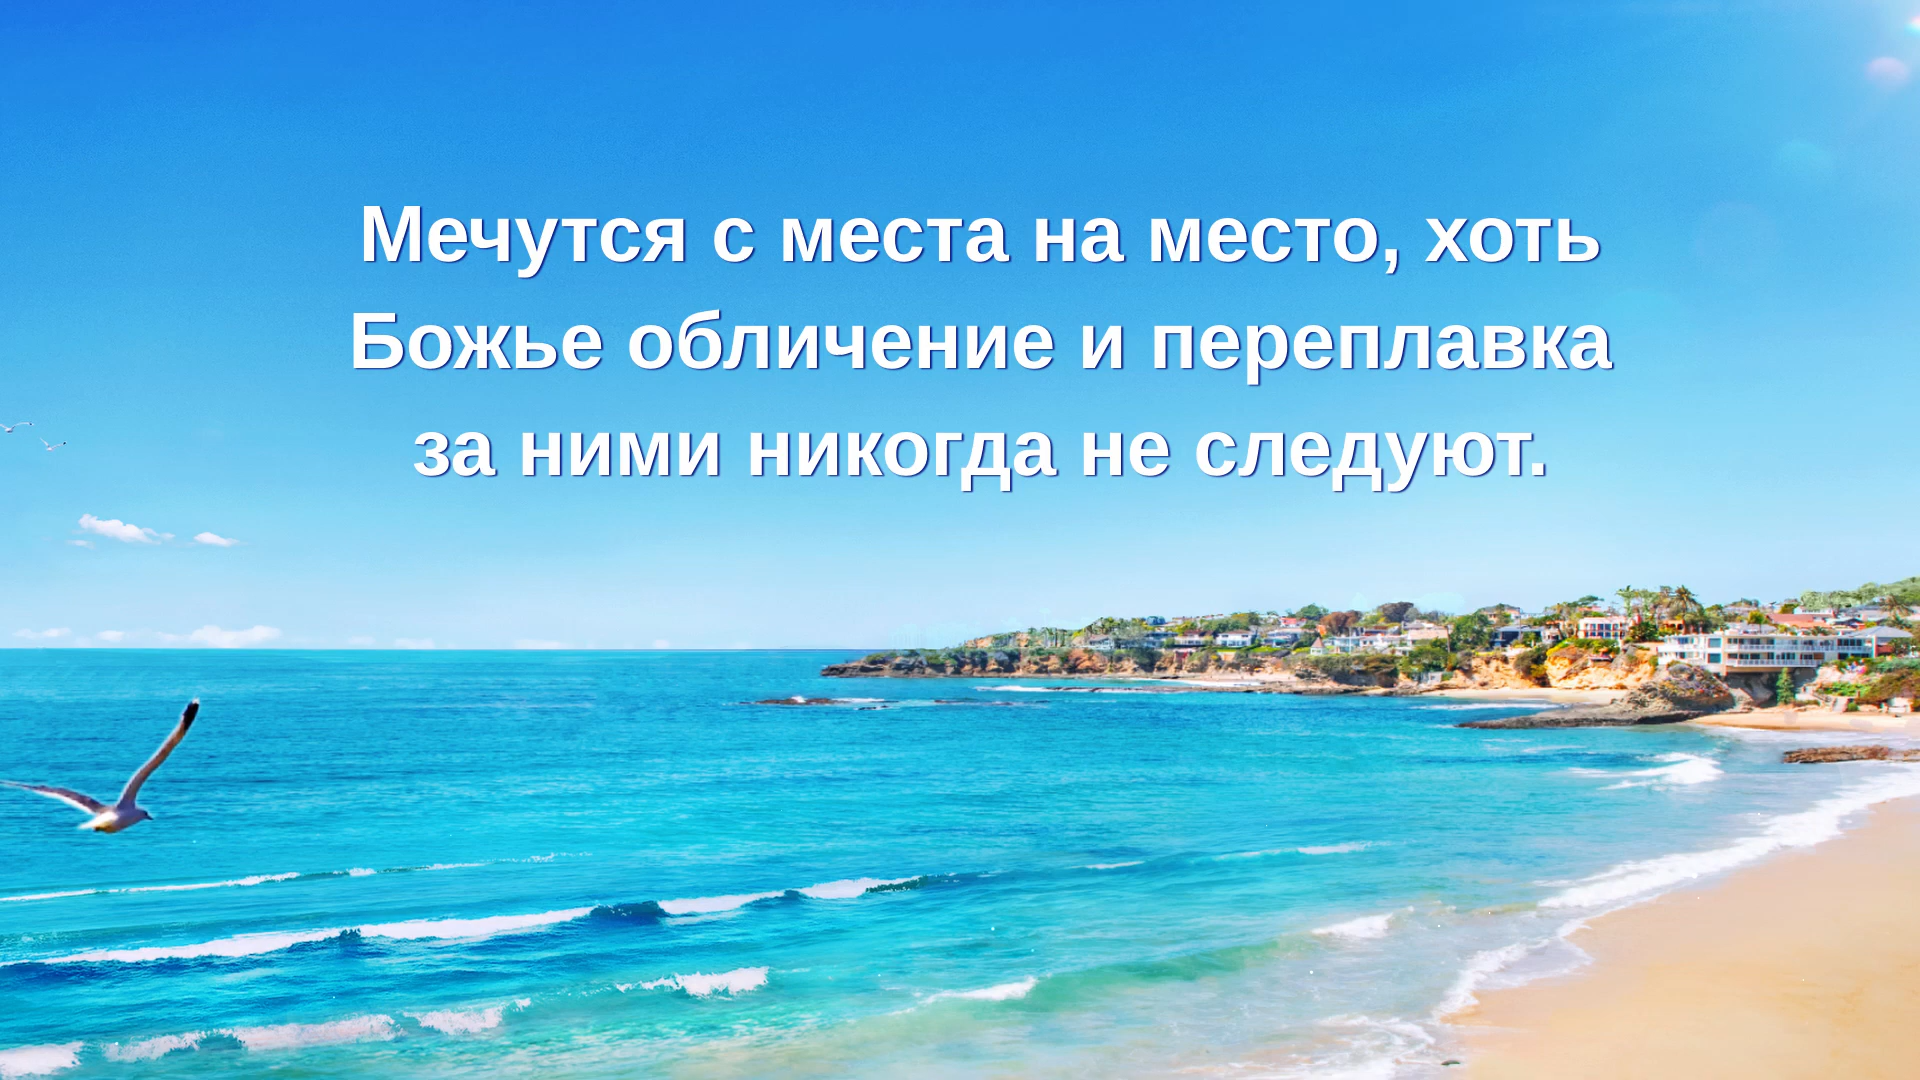 Мечутся с места на место, хоть
Божье обличение и переплавка
за ними никогда не следуют.